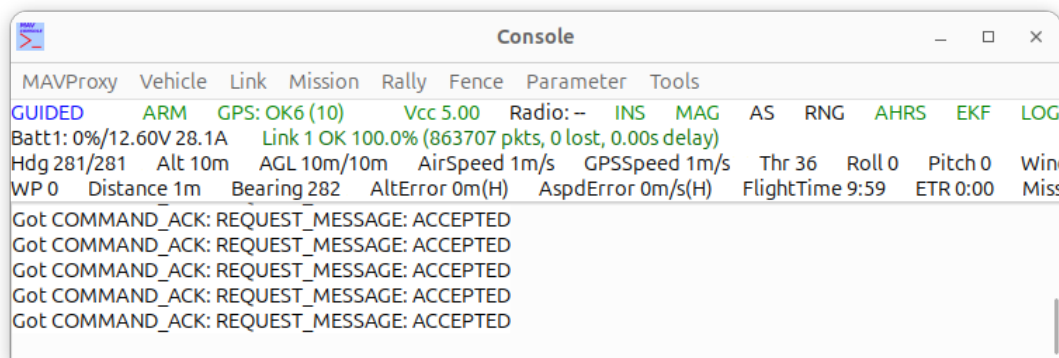 Console
MAVProxy Vehicle Link Mission Rally Fence Parameter Tools
GUIDED ARM GPS: OK6 (10) Vcc 5.00 Radio: -- INS MAG AS RNG AHRS EKF LOG
Batt1: 0%/12.60V 28.1A Link 1 OK 100.0% (863707 pkts, 0 lost, 0.00s delay)
Hdg 281/281 Alt 10m AGL 10m/10m AirSpeed 1m/s GPSSpeed 1m/s Thr 36 Roll 0 Pitch 0 Win
WP 0 Distance 1m Bearing 282 AltError 0m(H) AspdError 0m/s(H) FlightTime 9:59 ETR 0:00 Miss
Got COMMAND_ACK: REQUEST_MESSAGE: ACCEPTED
Got COMMAND_ACK: REQUEST_MESSAGE: ACCEPTED
Got COMMAND_ACK: REQUEST_MESSAGE: ACCEPTED
Got COMMAND_ACK: REQUEST_MESSAGE: ACCEPTED
Got COMMAND_ACK: REQUEST_MESSAGE: ACCEPTED